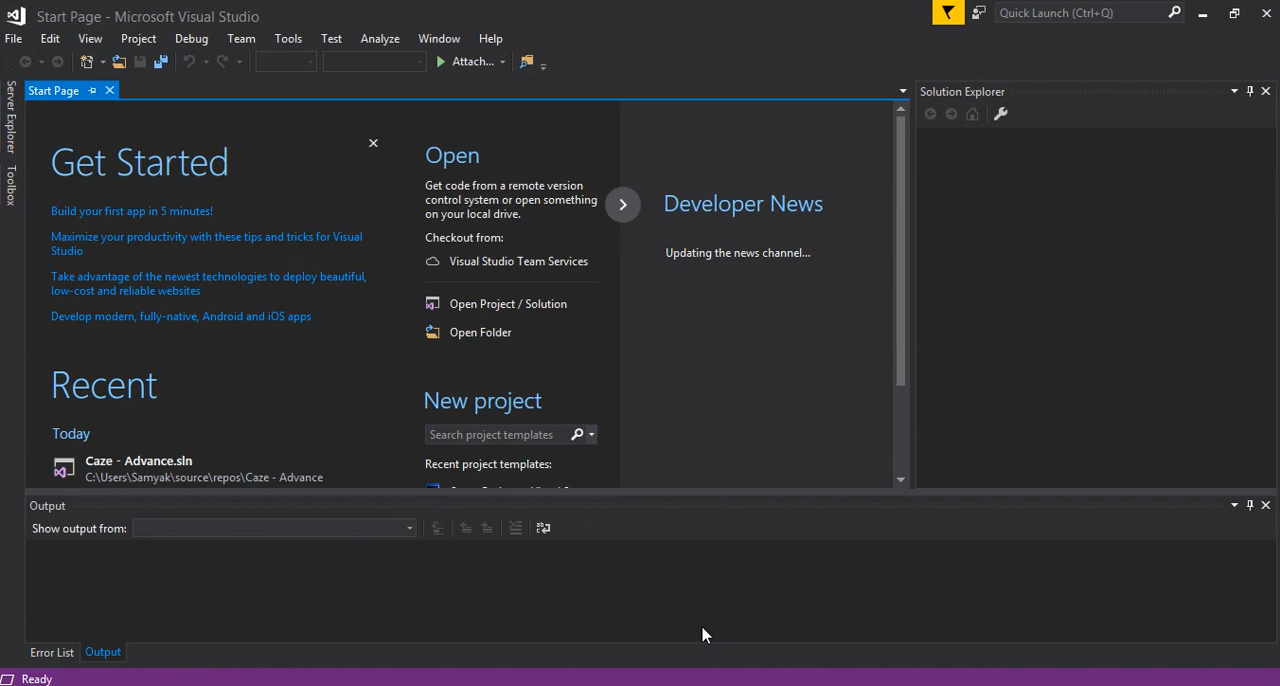 Start Page - Microsoft Visual Studio
Quick Launch (Ctrl+Q)
File Edit View Project Debug Team Tools Test Analyze Window Help
Attach...
Server Explorer
Toolbox
Start Page
Get Started
Build your first app in 5 minutes!
Maximize your productivity with these tips and tricks for Visual
Studio
Take advantage of the newest technologies to deploy beautiful,
low-cost and reliable websites
Develop modern, fully-native, Android and iOS apps
Recent
Today
Caze - Advance.sln
C:\Users\Samyak\source\repos\Caze - Advance
Open
Get code from a remote version
control system or open something
on your local drive.
Checkout from:
Visual Studio Team Services
Open Project / Solution
Open Folder
New project
Search project templates
Recent project templates:
Developer News
Updating the news channel...
Solution Explorer
Output
Show output from:
Error List Output
Ready